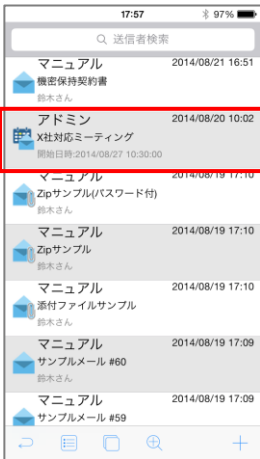 17:57
97%
送信者検索
マニュアル 2014/08/21 16:51
機密保持契約書
鈴木さん
アドミン 2014/08/20 10:02
X社対応ミーティング
開始日時:2014/08/27 10:30:00
マニュアル 2014/08/19 17:10
Zipサンプル(パスワード付)
鈴木さん
マニュアル 2014/08/19 17:10
Zipサンプル
鈴木さん
マニュアル 2014/08/19 17:10
添付ファイルサンプル
鈴木さん
マニュアル 2014/08/19 17:09
サンプルメール #60
鈴木さん
マニュアル 2014/08/19 17:09
サンプルメール #59